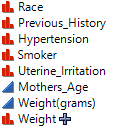 Race
Previous_History
Hypertension
Smoker
Uterine_Irritation
Mothers_Age
Weight(grams)
Weight